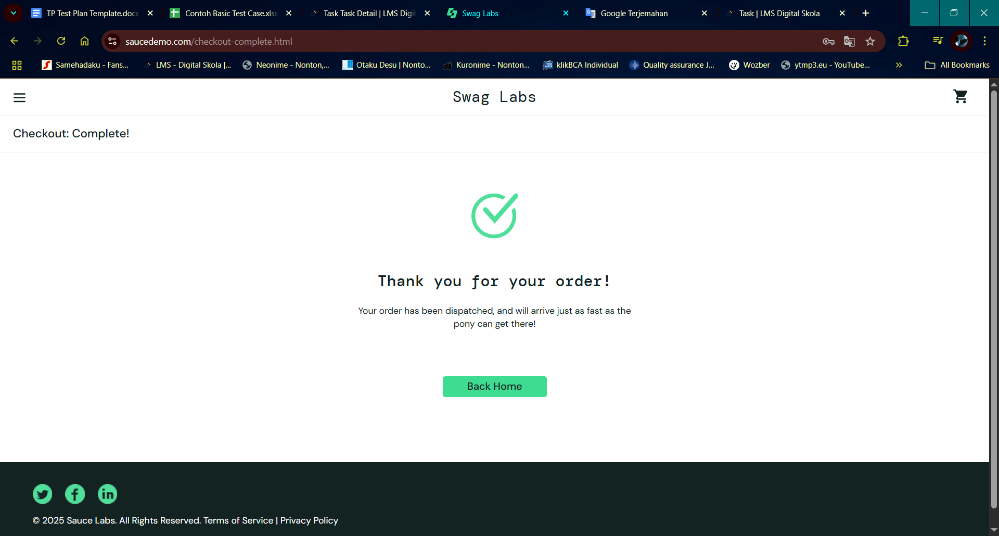 TP Test Plan Template.docx
Contoh Basic Test Case.xlsx
Task Task Detail | LMS Digi
Swag Labs
Google Terjemahan
Task | LMS Digital Skola
saucedemo.com/checkout-complete.html
Samehadaku - Fans...
LMS - Digital Skola |...
Neonime - Nonton,...
Otaku Desu | Nonto...
Kuronime - Nonton...
klikBCA Individual
Quality assurance J...
Wozber
ytmp3.eu - YouTube...
»
All Bookmarks
Swag Labs
Checkout: Complete!
Thank you for your order!
Your order has been dispatched, and will arrive just as fast as the
pony can get there!
Back Home
© 2025 Sauce Labs. All Rights Reserved. Terms of Service | Privacy Policy